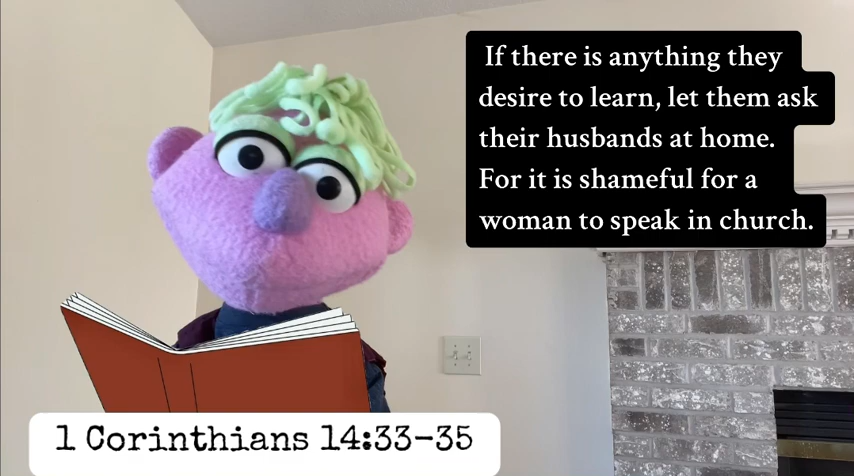 If there is anything they
desire to learn, let them ask
their husbands at home.
For it is shameful for a
woman to speak in church.
1 Corinthians 14:33-35